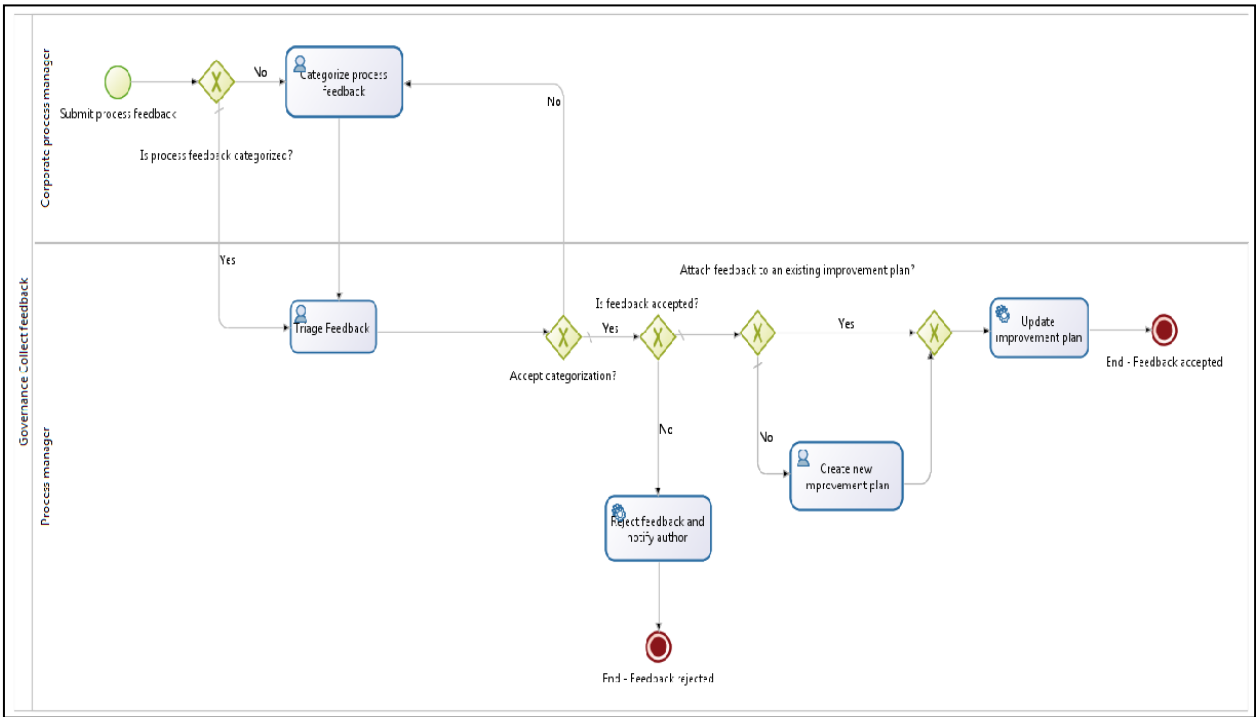 Governance Collect feedback
Corporate process manager
Submit process feedback
No
Categorize process
feedback
Is process feedback categorized?
No
Process manager
Yes
Triage Feedback
Accept categorization?
Yes
Is feedback accepted?
Attach feedback to an existing improvement plan?
Yes
Update
improvement plan
End - Feedback accepted
No
Create new
improvement plan
No
Reject feedback and
notify author
End - Feedback rejected